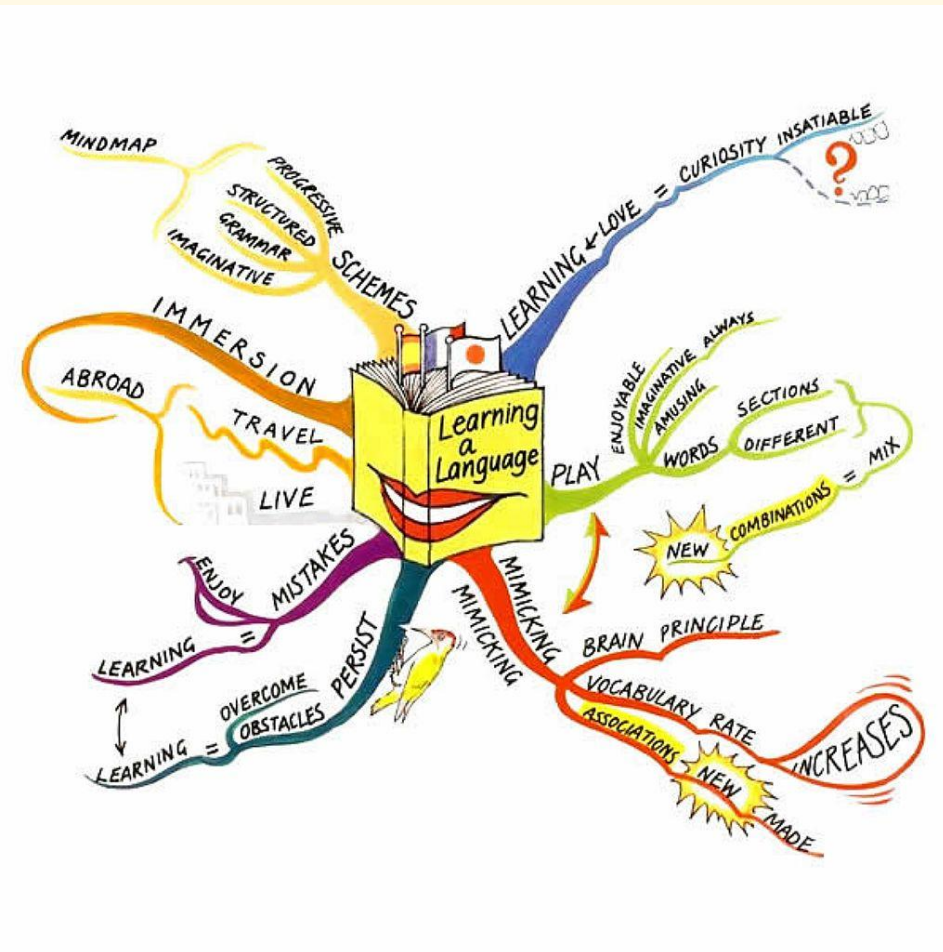 Learning
a
Language
LEARNING
LOVE
=
CURIOSITY
INSATIABLE
?
PLAY
ENJOYABLE
IMAGINATIVE
ALWAYS
AMUSING
WORDS
SECTIONS
DIFFERENT
MIX
=
COMBINATIONS
NEW
MIMICKING
MIMICKING
BRAIN PRINCIPLE
VOCABULARY RATE
INCREASES
ASSOCIATIONS
NEW
MADE
PERSIST
OVERCOME
OBSTACLES
=
LEARNING
MISTAKES
ENJOY
=
LEARNING
IMMERSION
ABROAD
TRAVEL
LIVE
SCHEMES
PROGRESSIVE
STRUCTURED
GRAMMAR
IMAGINATIVE
MINDMAP